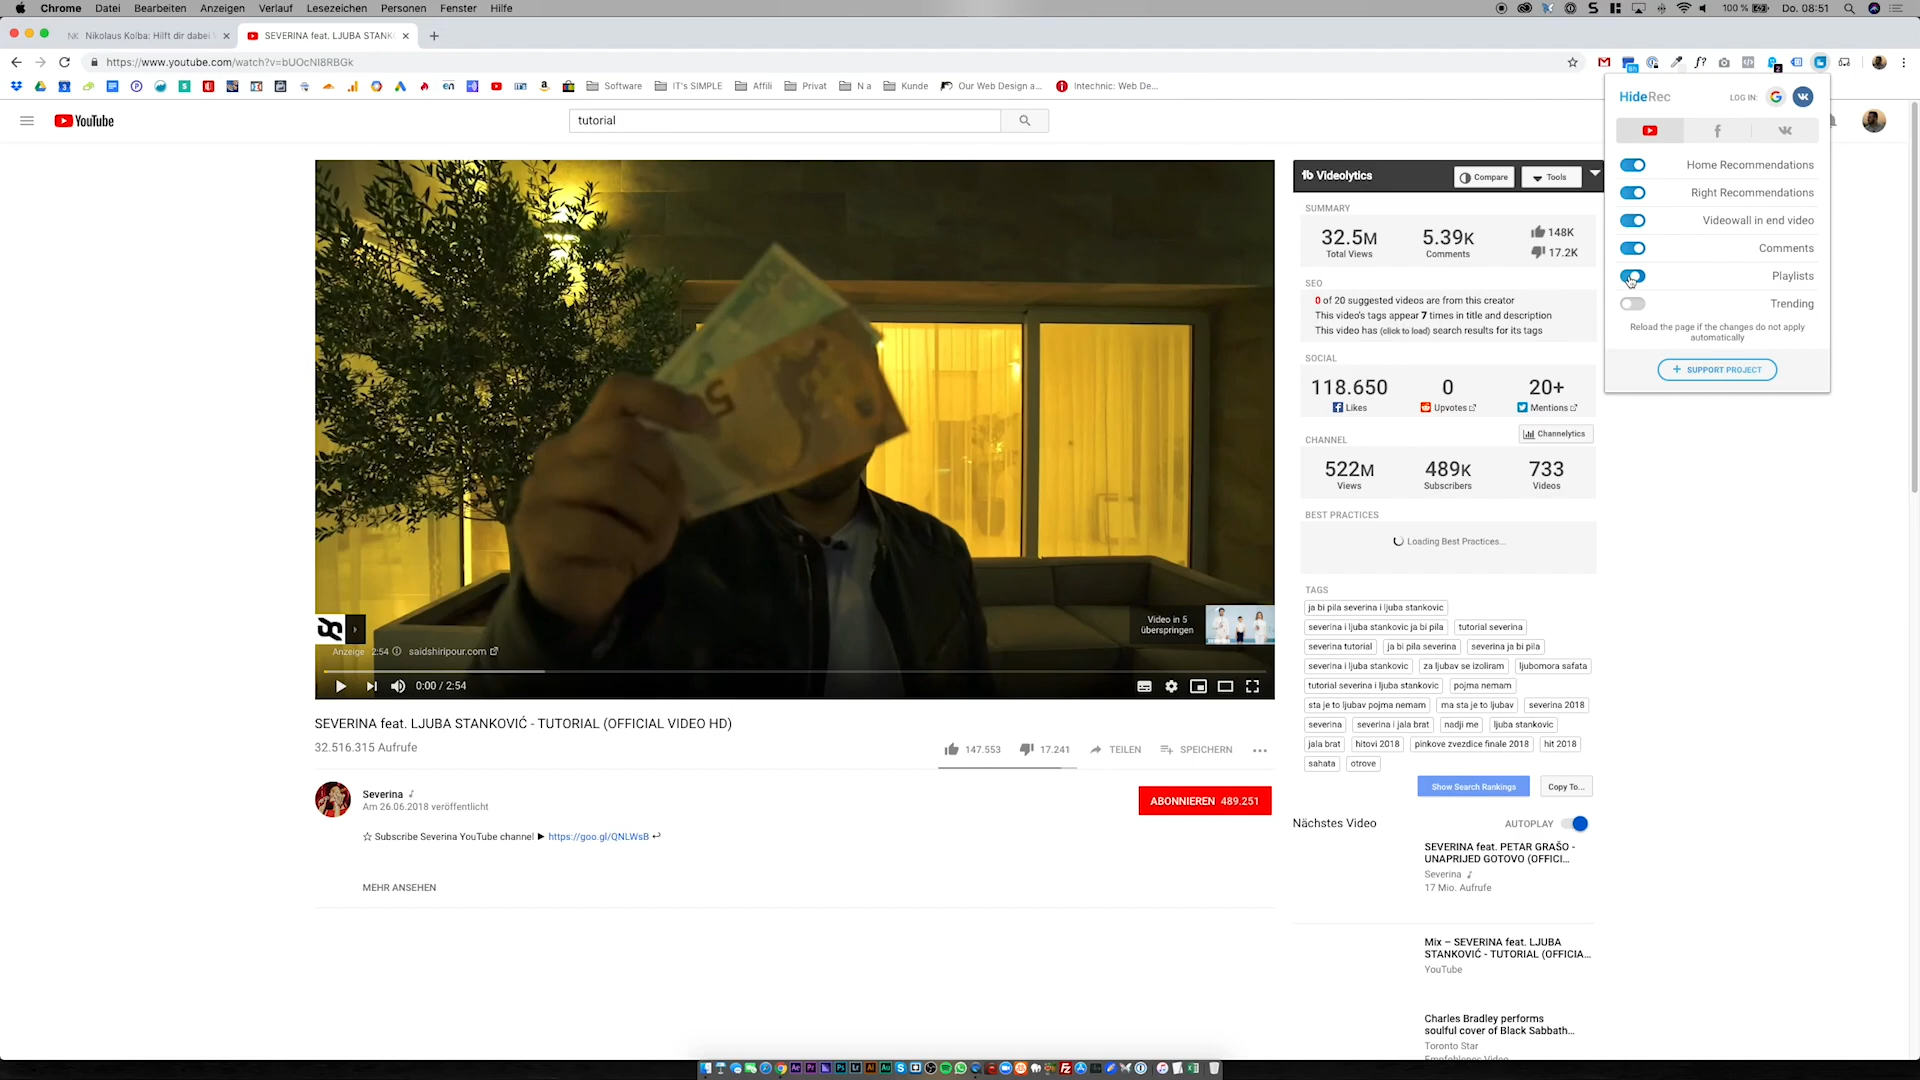 Chrome Datei Bearbeiten Anzeigen Verlauf Lesezeichen Personen Fenster Hilfe
100 % Do. 08:51
Nikolaus Kolba: Hilft dir dabei
SEVERINA feat. LJUBA STANKO
https://www.youtube.com/watch?v=bUOcNI8RBGk
Software IT's SIMPLE Affili Privat N a Kunde Our Web Design a... Intechnic: Web De...
YouTube
tutorial
HideRec LOG IN:
Home Recommendations
Right Recommendations
Videowall in end video
Comments
Playlists
Trending
Reload the page if the changes do not apply
automatically
+ SUPPORT PROJECT
Video in 5
überspringen
Anzeige · 2:54 saidshiripour.com
0:00 / 2:54
SEVERINA feat. LJUBA STANKOVIĆ - TUTORIAL (OFFICIAL VIDEO HD)
32.516.315 Aufrufe
147.553 17.241 TEILEN SPEICHERN
Severina
Am 26.06.2018 veröffentlicht
ABONNIEREN 489.251
☆ Subscribe Severina YouTube channel ► https://goo.gl/QNLWsB ↩
MEHR ANSEHEN
Videolytics Compare Tools
SUMMARY
32.5M 5.39K 148K
Total Views Comments 17.2K
SEO
0 of 20 suggested videos are from this creator
This video's tags appear 7 times in title and description
This video has (click to load) search results for its tags
SOCIAL
118.650 0 20+
Likes Upvotes Mentions
CHANNEL Channelytics
522M 489K 733
Views Subscribers Videos
BEST PRACTICES
Loading Best Practices...
TAGS
ja bi pila severina i ljuba stankovic
severina i ljuba stankovic ja bi pila tutorial severina
severina tutorial ja bi pila severina severina ja bi pila
severina i ljuba stankovic za ljubav se izoliram ljubomora safata
tutorial severina i ljuba stankovic pojma nemam
sta je to ljubav pojma nemam ma sta je to ljubav severina 2018
severina severina i jala brat nadji me ljuba stankovic
jala brat hitovi 2018 pinkove zvezdice finale 2018 hit 2018
sahata otrove
Show Search Rankings Copy To...
Nächstes Video AUTOPLAY
SEVERINA feat. PETAR GRAŠO -
UNAPRIJED GOTOVO (OFFICI...
Severina
17 Mio. Aufrufe
Mix – SEVERINA feat. LJUBA
STANKOVIĆ - TUTORIAL (OFFICIA...
YouTube
Charles Bradley performs
soulful cover of Black Sabbath...
Toronto Star
Empfohlenes Video